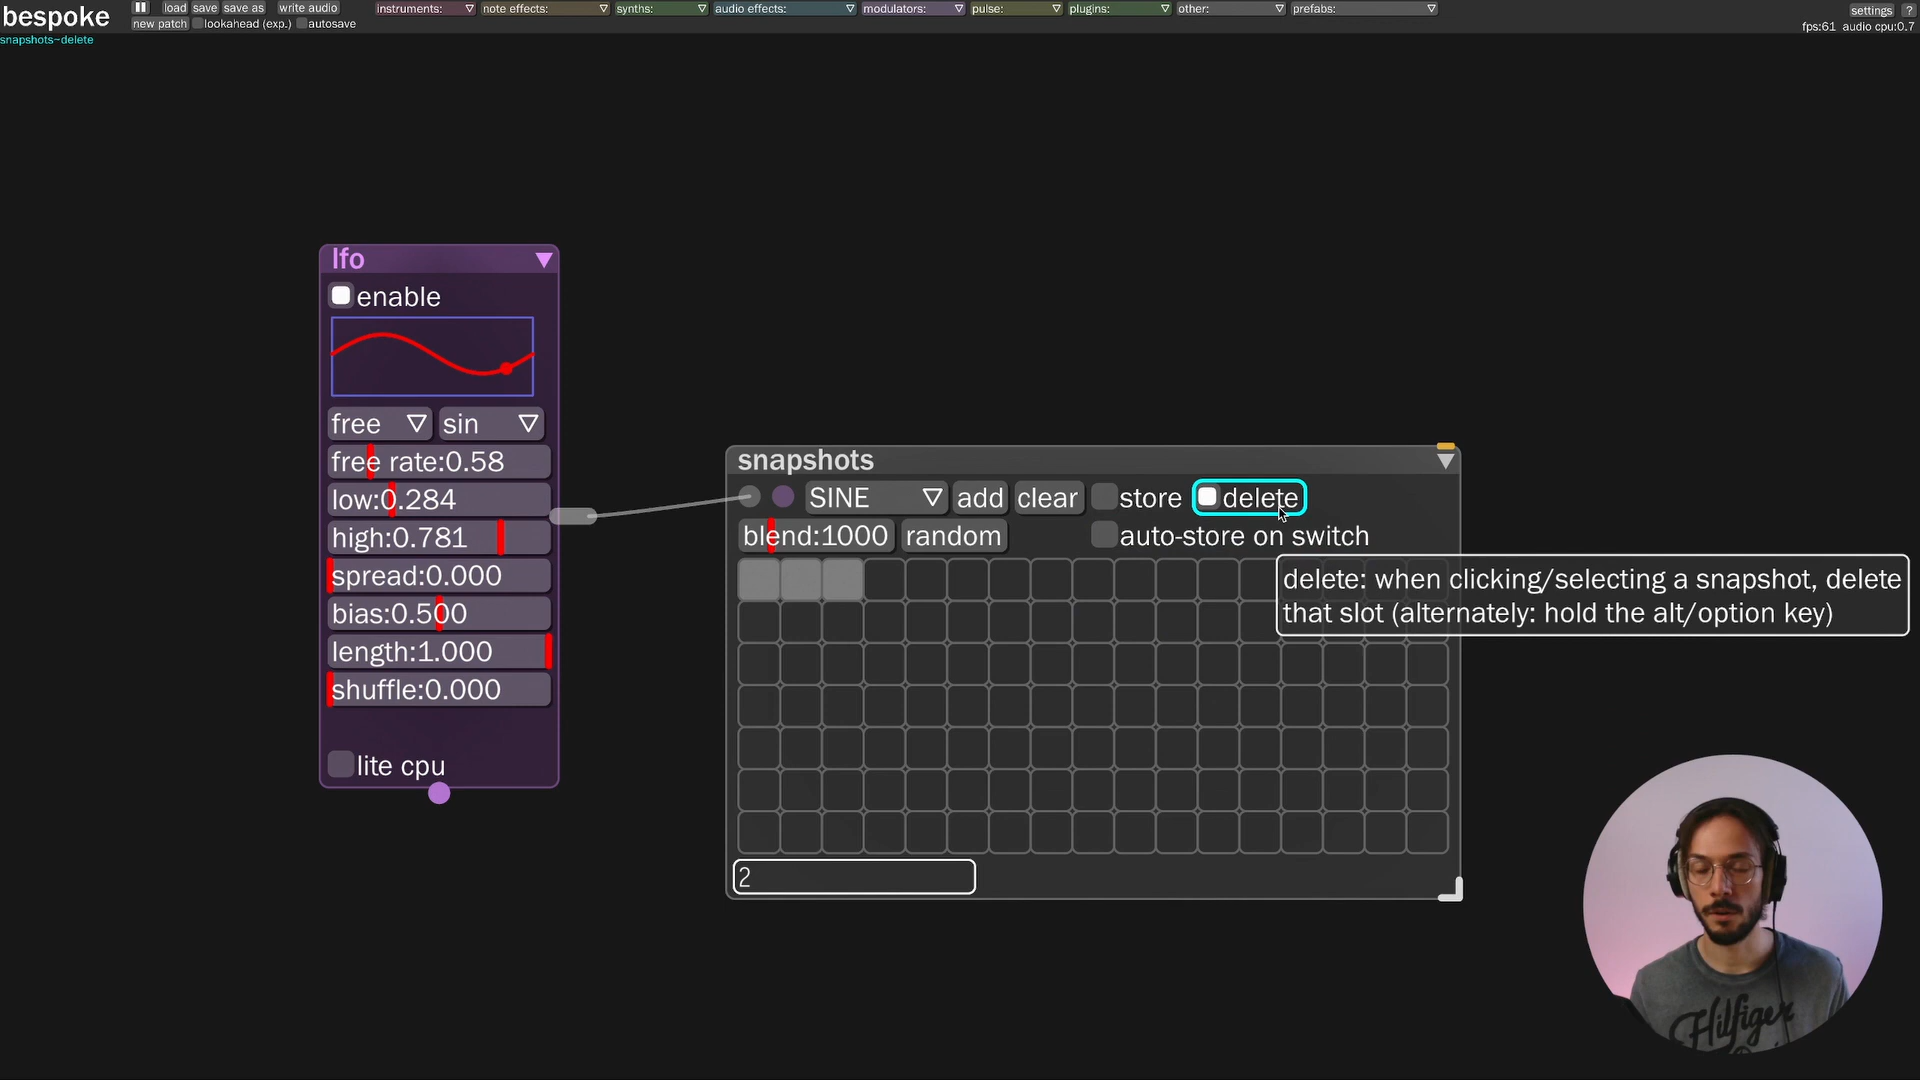 bespoke
load save save as write audio
instruments: note effects: synths: audio effects: modulators: pulse: plugins: other: prefabs:
settings ?
new patch lookahead (exp.) autosave
fps:61 audio cpu:0.7
snapshots~delete
lfo
enable
free sin
free rate:0.58
low:0.284
high:0.781
spread:0.000
bias:0.500
length:1.000
shuffle:0.000
lite cpu
snapshots
SINE add clear store delete
blend:1000 random auto-store on switch
delete: when clicking/selecting a snapshot, delete
that slot (alternately: hold the alt/option key)
2
Hilfiger